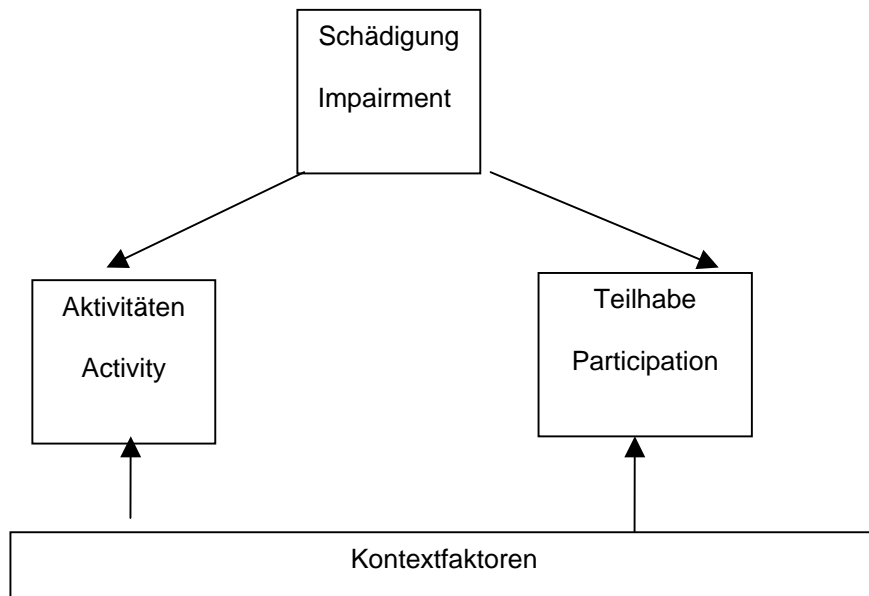 Schädigung
Impairment
Aktivitäten
Activity
Teilhabe
Participation
Kontextfaktoren